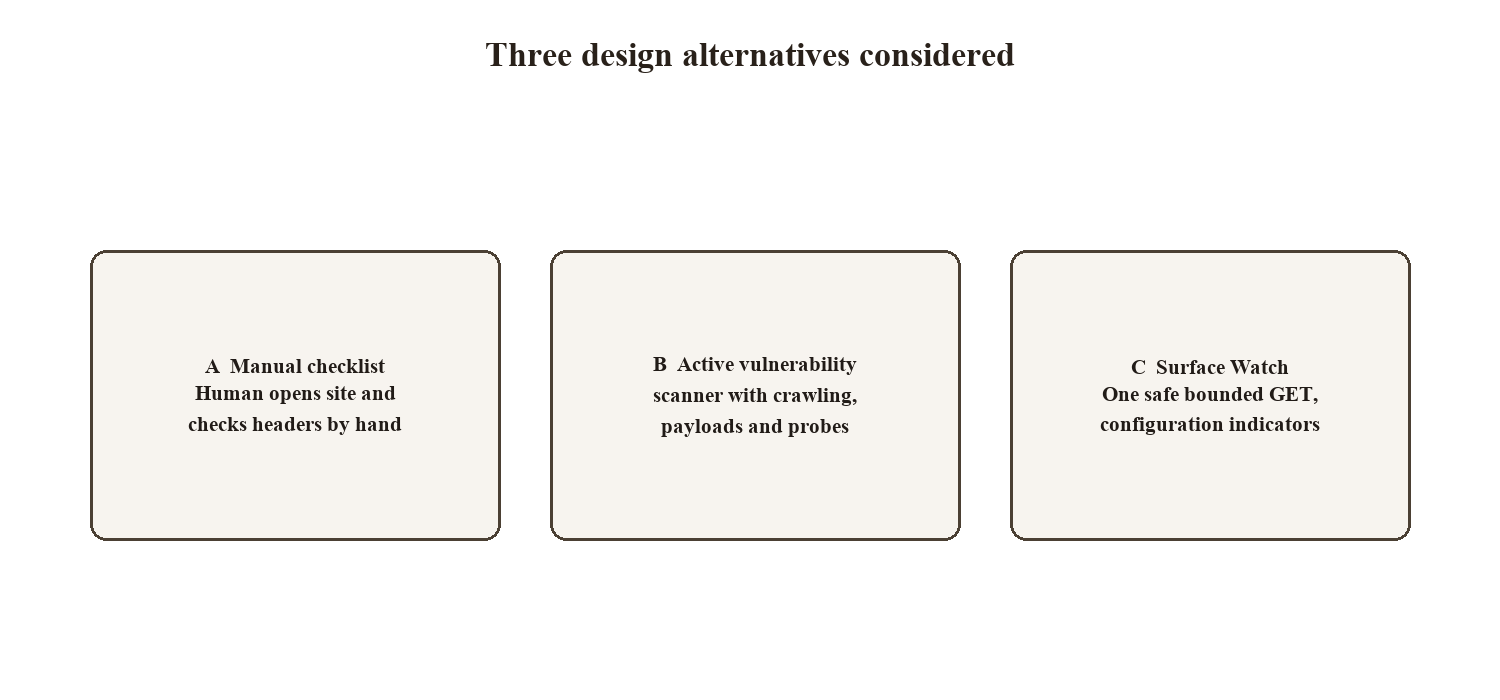 Three design alternatives considered
A  Manual checklist
Human opens site and
checks headers by hand
B  Active vulnerability
scanner with crawling,
payloads and probes
C  Surface Watch
One safe bounded GET,
configuration indicators